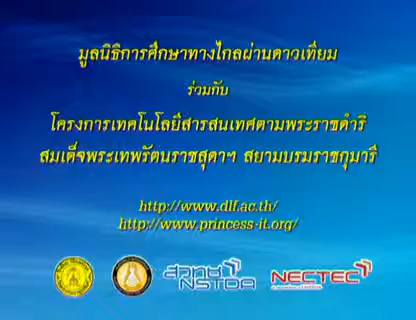 มูลนิธิการศึกษาทางไกลผ่านดาวเทียม
ร่วมกับ
โครงการเทคโนโลยีสารสนเทศตามพระราชดำริ
สมเด็จพระเทพรัตนราชสุดาฯ สยามบรมราชกุมารี
http://www.dlf.ac.th/
http://www.princess-it.org/
สวทช
NSTDA
NECTEC